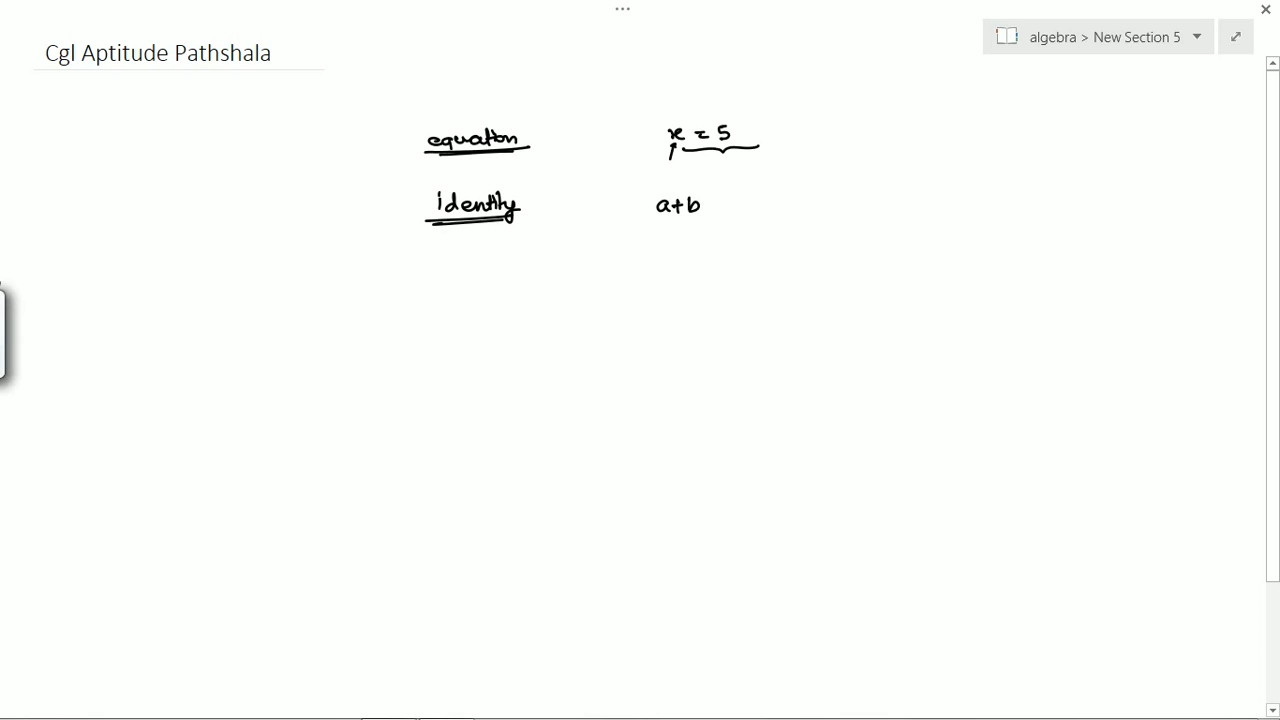 ...
algebra > New Section 5
Cgl Aptitude Pathshala
equation x = 5
identity a+b